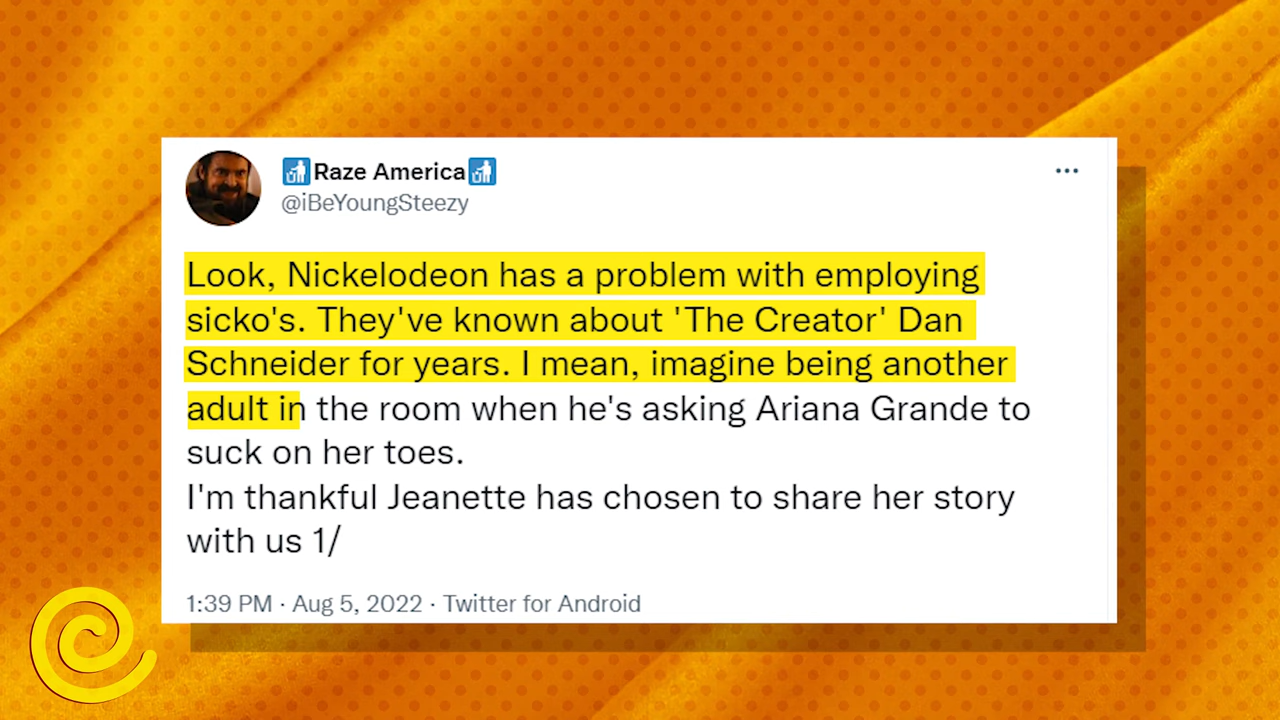 🚮Raze America🚮
@iBeYoungSteezy
Look, Nickelodeon has a problem with employing
sicko's. They've known about 'The Creator' Dan
Schneider for years. I mean, imagine being another
adult in the room when he's asking Ariana Grande to
suck on her toes.
I'm thankful Jeanette has chosen to share her story
with us 1/
1:39 PM · Aug 5, 2022 · Twitter for Android